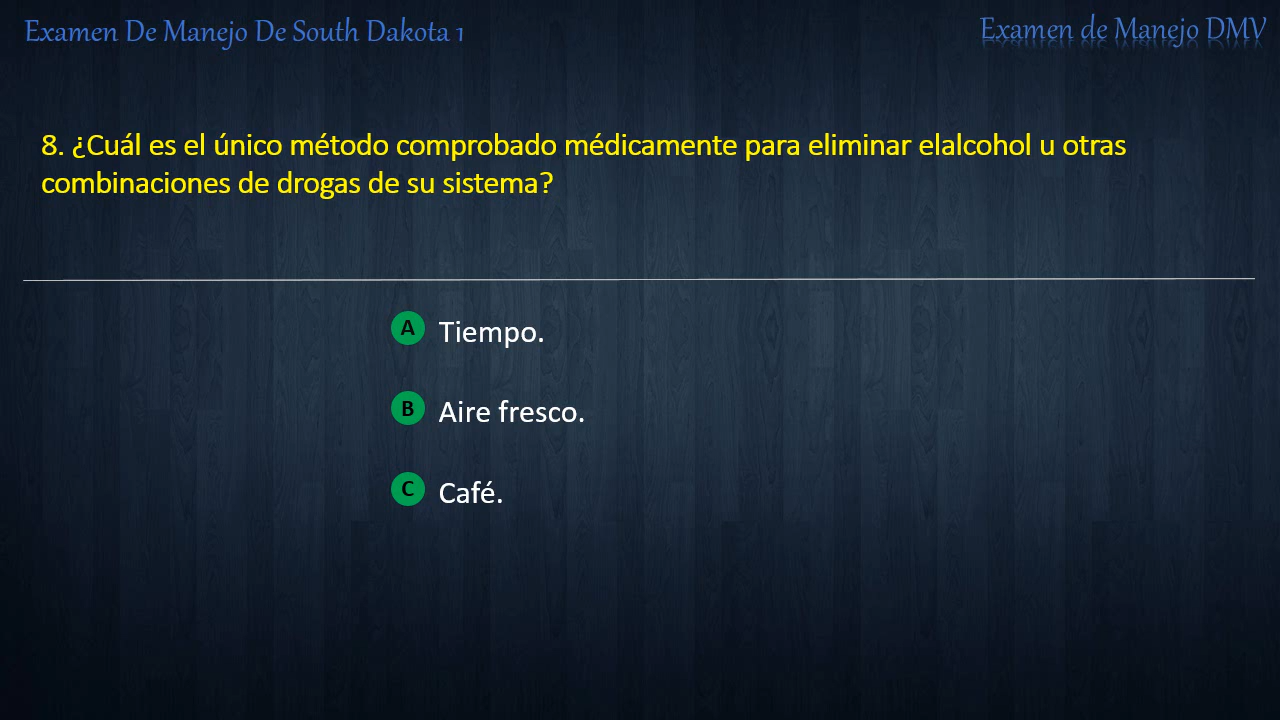 Examen De Manejo De South Dakota 1
Examen de Manejo DMV
8. ¿Cuál es el único método comprobado médicamente para eliminar elalcohol u otras
combinaciones de drogas de su sistema?
A Tiempo.
B Aire fresco.
C Café.